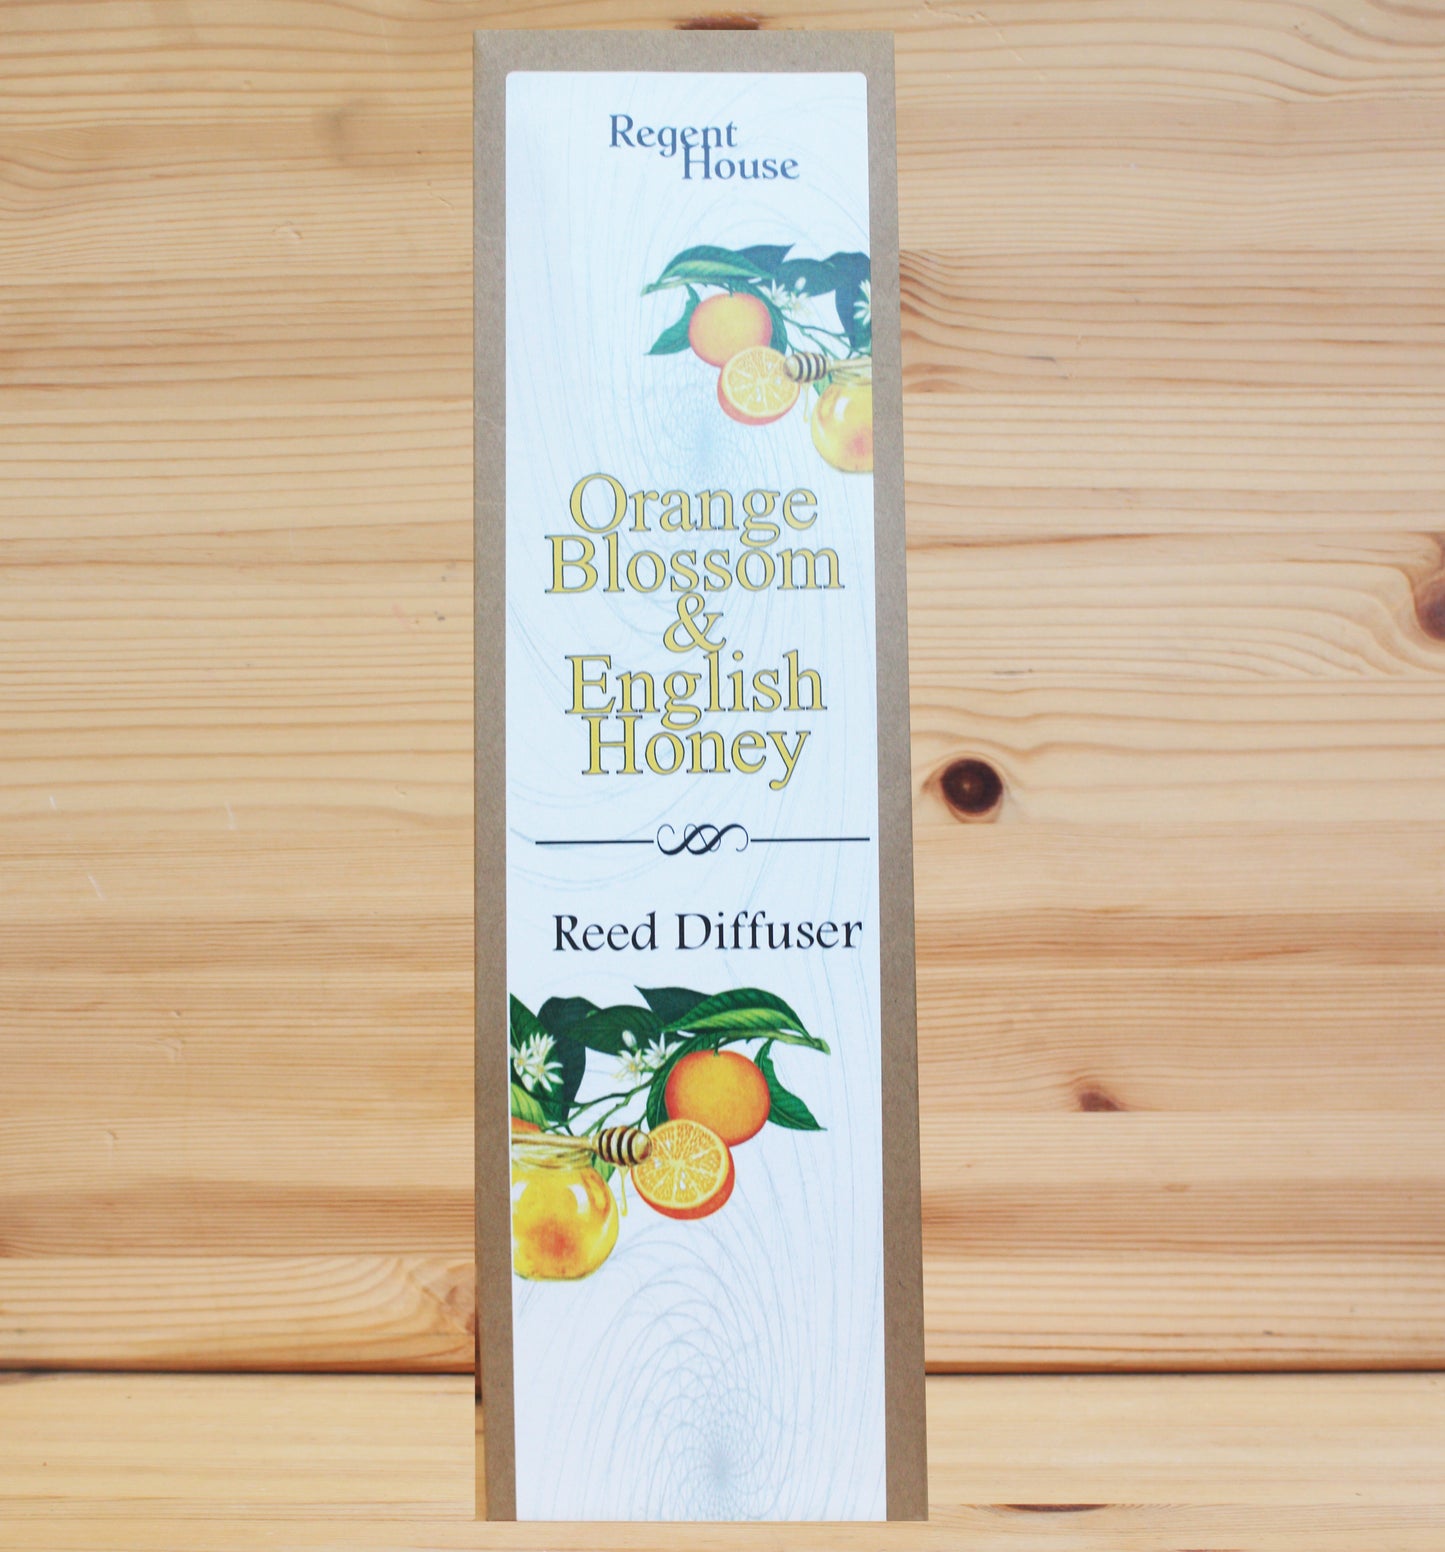 Regent
House
Orange
Blossom
&
English
Honey
Reed Diffuser